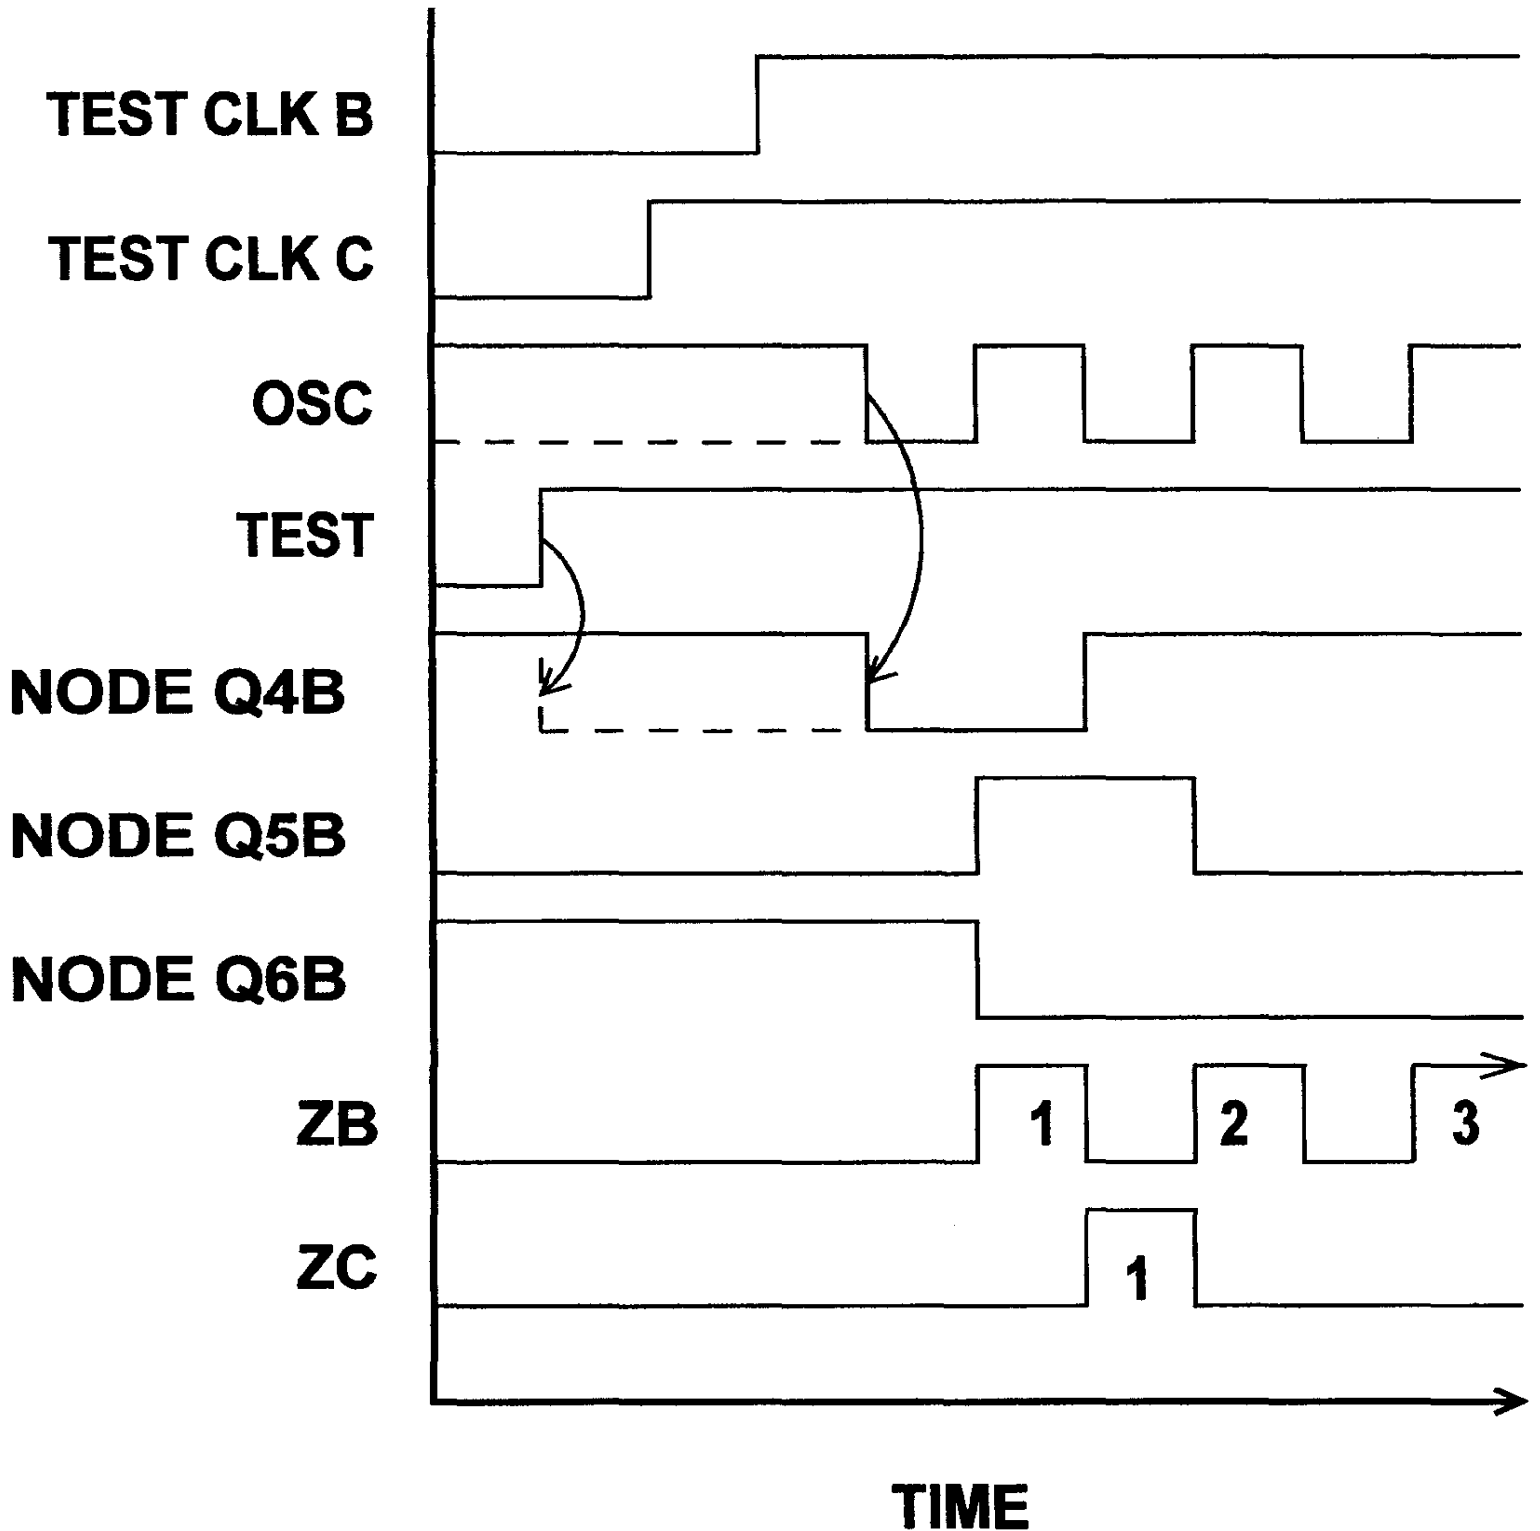 TEST CLK B
TEST CLK C
OSC
TEST
NODE Q4B
NODE Q5B
NODE Q6B
ZB
1
2
3
ZC
1
TIME